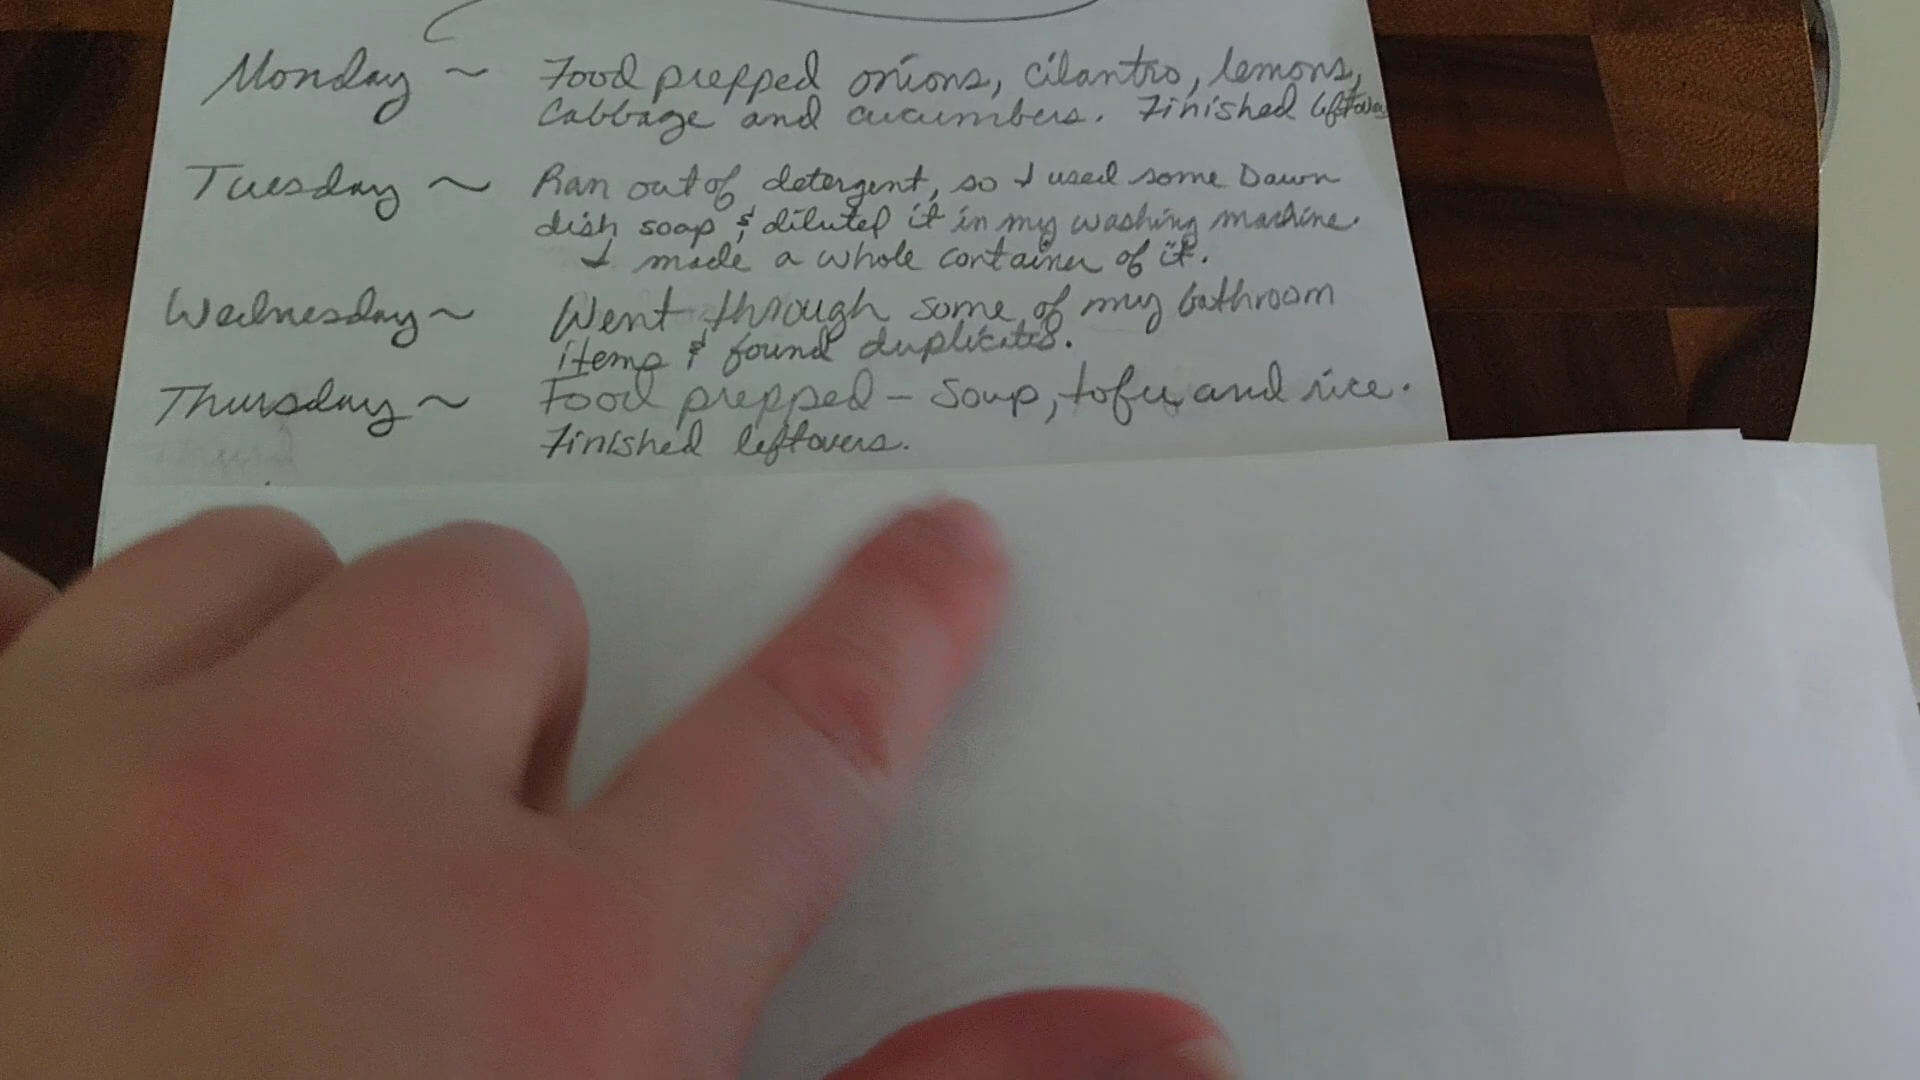 Monday ~ Food prepped onions, cilantro, lemons,
Cabbage and cucumbers. Finished leftovers
Tuesday ~ Ran out of detergent, so I used some Dawn
dish soap & diluted it in my washing machine.
I made a whole container of it.
Wednesday ~ Went through some of my bathroom
items & found duplicates.
Thursday ~ Food prepped - Soup, tofu and rice.
Finished leftovers.